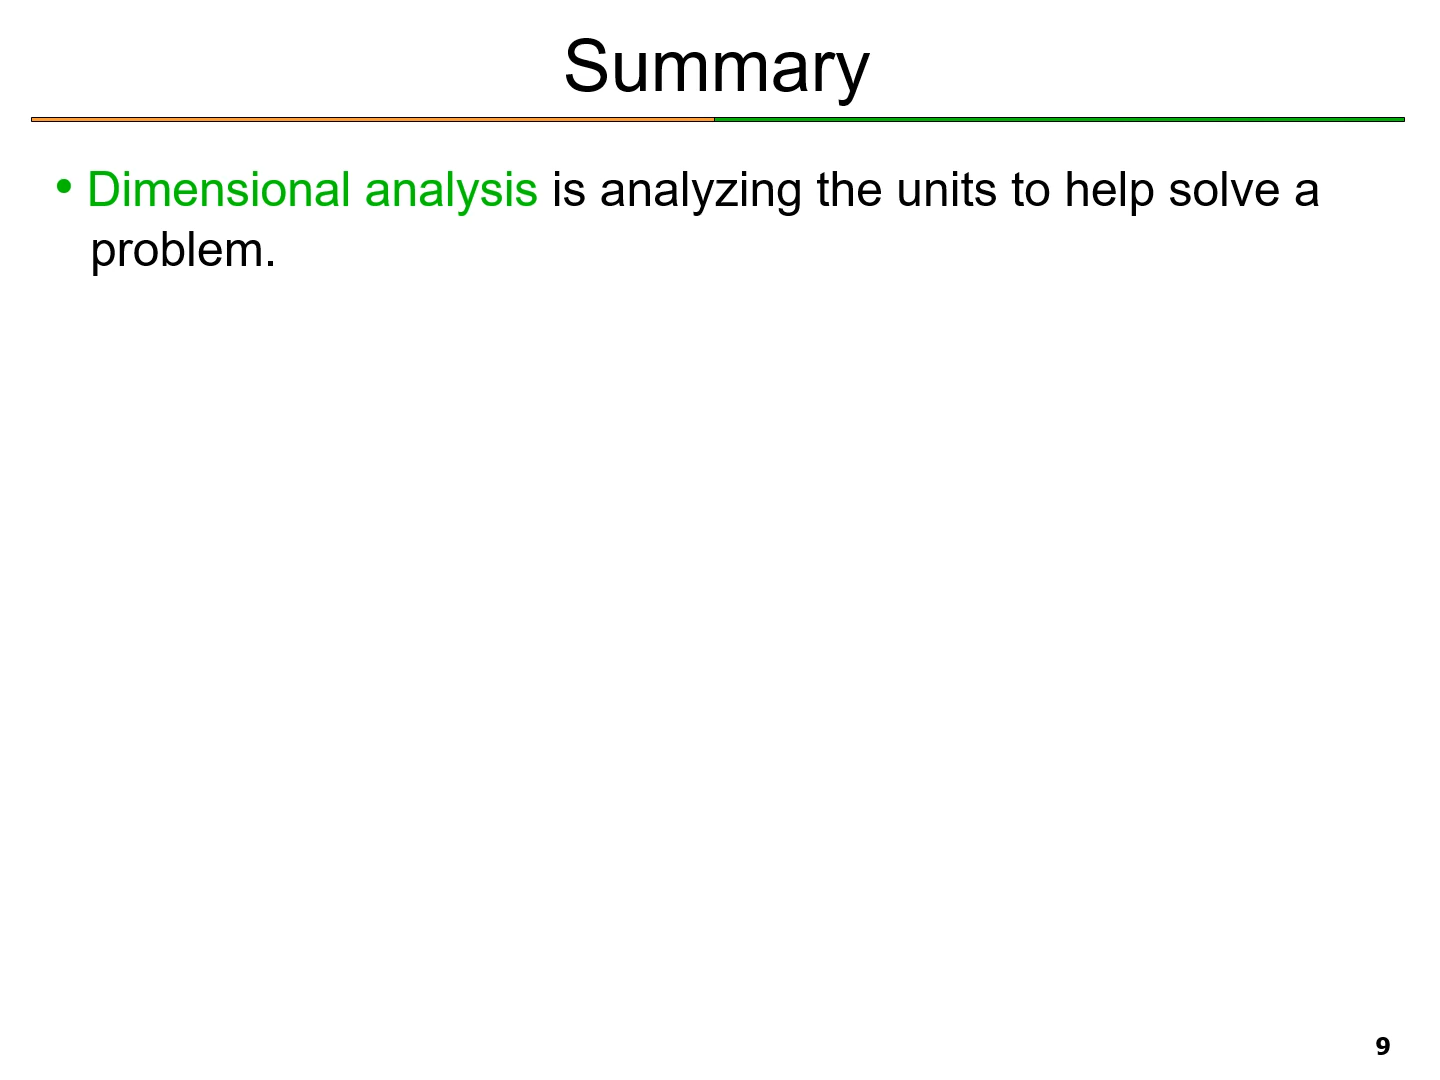 Summary
• Dimensional analysis is analyzing the units to help solve a
problem.
9